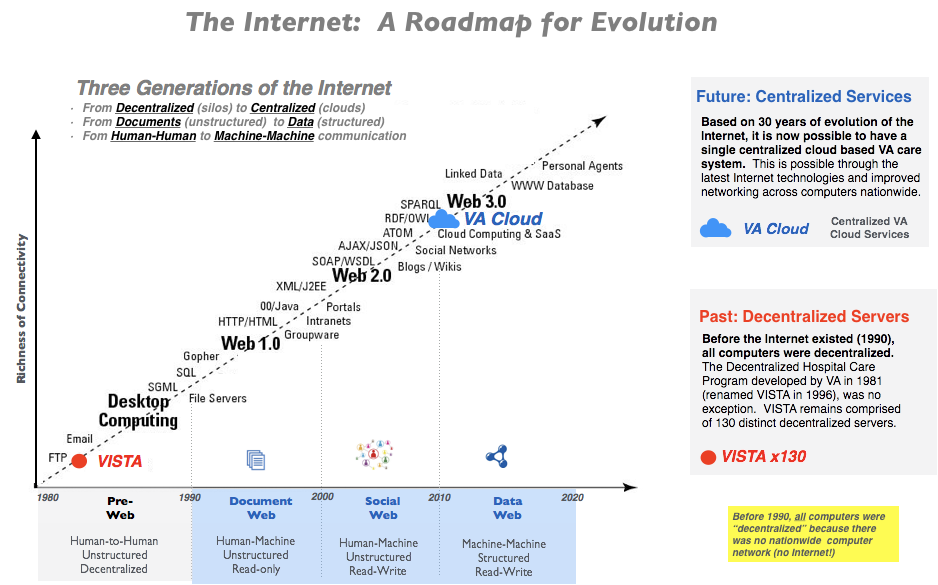 The Internet:  A Roadmap for Evolution
Three Generations of the Internet
· From Decentralized (silos) to Centralized (clouds)
· From Documents (unstructured)  to Data (structured)
· Fom Human-Human to Machine-Machine communication
Richness of Connectivity
Personal Agents
Linked Data
WWW Database
SPARQL
Web 3.0
RDF/OWL
VA Cloud
ATOM
Cloud Computing & SaaS
AJAX/JSON
Social Networks
SOAP/WSDL
Blogs / Wikis
Web 2.0
XML/J2EE
OO/Java
Portals
HTTP/HTML
Intranets
Groupware
Web 1.0
Gopher
SQL
SGML
File Servers
Desktop
Computing
Email
FTP
VISTA
1980
1990
2000
2010
2020
Pre-
Web
Human-to-Human
Unstructured
Decentralized
Document
Web
Human-Machine
Unstructured
Read-only
Social
Web
Human-Machine
Unstructured
Read-Write
Data
Web
Machine-Machine
Structured
Read-Write
Future: Centralized Services
Based on 30 years of evolution of the
Internet, it is now possible to have a
single centralized cloud based VA care
system.  This is possible through the
latest Internet technologies and improved
networking across computers nationwide.
VA Cloud
Centralized VA
Cloud Services
Past: Decentralized Servers
Before the Internet existed (1990),
all computers were decentralized.
The Decentralized Hospital Care
Program developed by VA in 1981
(renamed VISTA in 1996), was no
exception.  VISTA remains comprised
of 130 distinct decentralized servers.
VISTA x130
Before 1990, all computers were
“decentralized” because there
was no nationwide  computer
network (no Internet!)